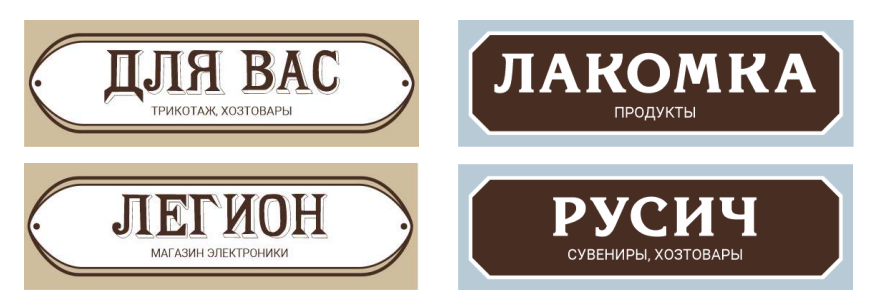 ДЛЯ ВАС
ТРИКОТАЖ, ХОЗТОВАРЫ
ЛАКОМКА
ПРОДУКТЫ
ЛЕГИОН
МАГАЗИН ЭЛЕКТРОНИКИ
РУСИЧ
СУВЕНИРЫ, ХОЗТОВАРЫ